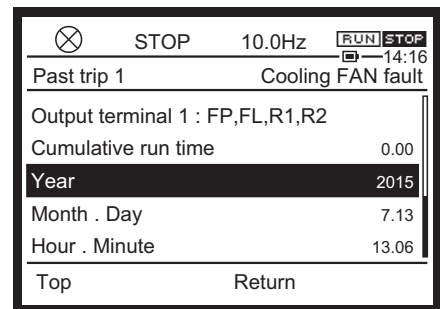 STOP 10.0Hz RUN STOP
14:16
Past trip 1 Cooling FAN fault
Output terminal 1 : FP,FL,R1,R2
Cumulative run time 0.00
Year 2015
Month . Day 7.13
Hour . Minute 13.06
Top Return